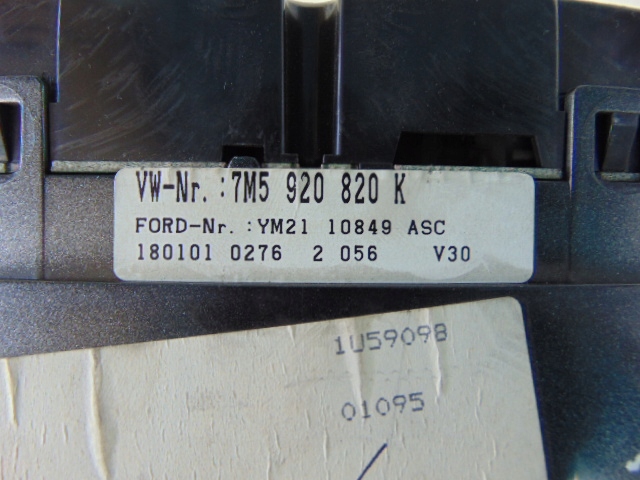 VW-Nr. :7M5 920 820 K
FORD-Nr. :YM21 10849 ASC
180101 0276 2 056 V30
1U59098
01095